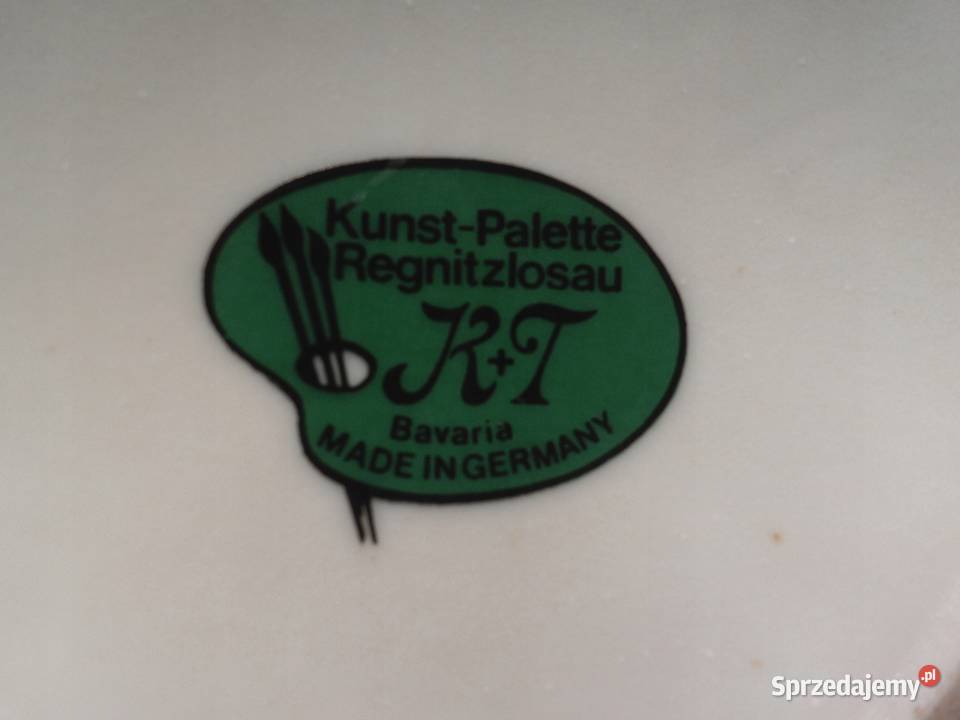 Kunst-Palette
Regnitzlosau
K+T
Bavaria
MADE IN GERMANY
Sprzedajemy.pl